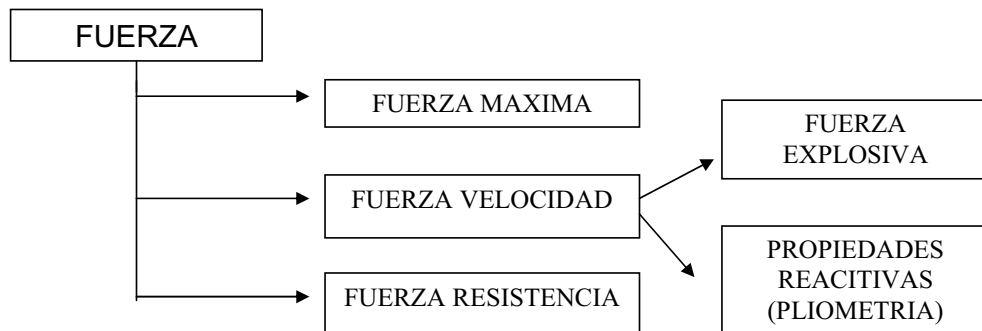 FUERZA
FUERZA MAXIMA
FUERZA VELOCIDAD
FUERZA RESISTENCIA
FUERZA
EXPLOSIVA
PROPIEDADES
REACITIVAS
(PLIOMETRIA)